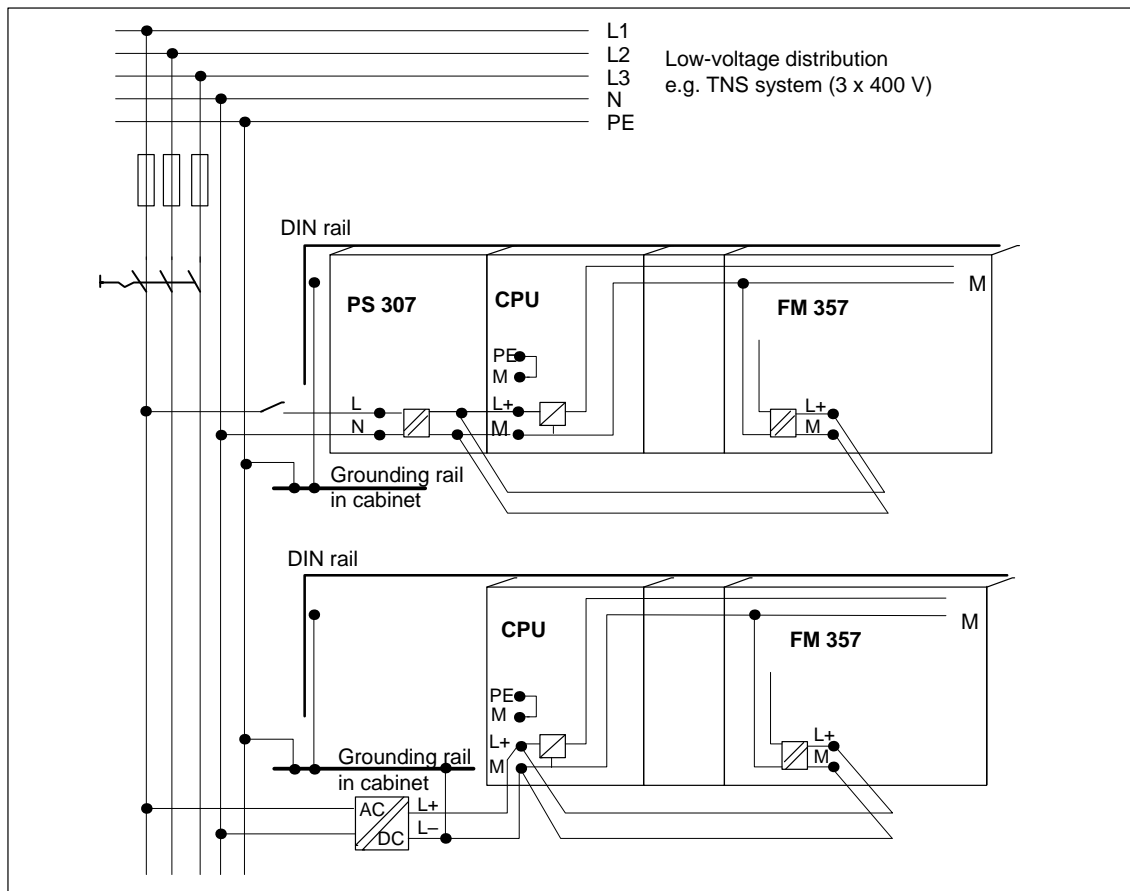 L1
L2
L3
N
PE
Low-voltage distribution
e.g. TNS system (3 x 400 V)
DIN rail
PS 307
CPU
FM 357
M
PE
M
L
N
L+
M
L+
M
Grounding rail
in cabinet
DIN rail
CPU
FM 357
M
PE
M
L+
M
L+
M
Grounding rail
in cabinet
AC
DC
L+
L–